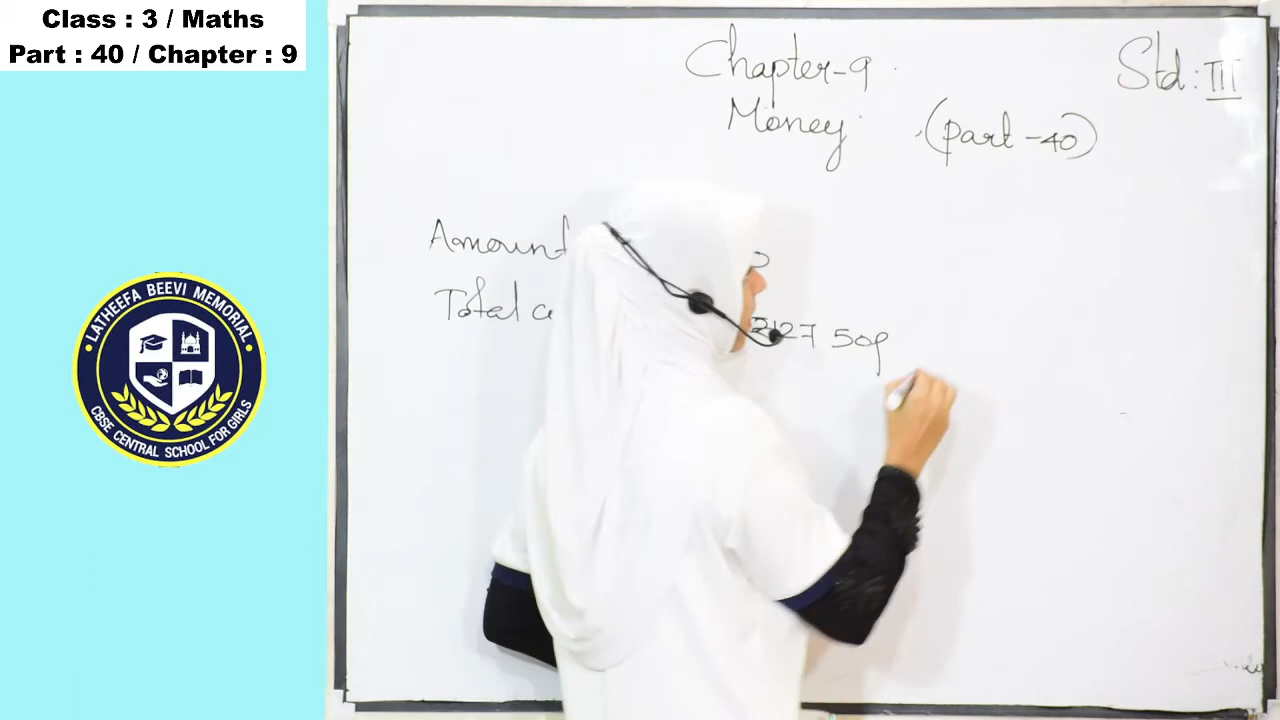 Class : 3 / Maths
Part : 40 / Chapter : 9
Chapter-9
Std: III
Money
(part-40)
Amount
Total
127 50p
LATHEEFA BEEVI MEMORIAL
CBSE CENTRAL SCHOOL FOR GIRLS